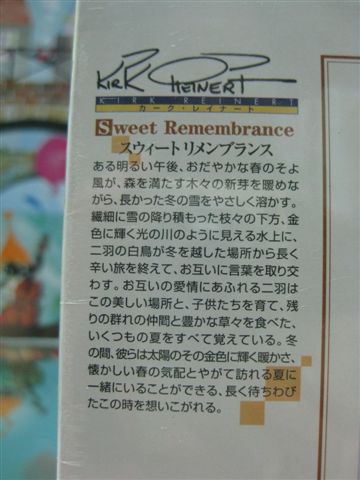 KIRK REINERT
KIRK REINERT
カーク・レイナート
Sweet Remembrance
スウィートリメンブランス
ある明るい午後、おだやかな春のそよ
風が、森を満たす木々の新芽を暖めな
がら、長かった冬の雪をやさしく溶かす。
繊細に雪の降り積もった枝々の下方、金
色に輝く光の川のように見える水上に、
二羽の白鳥が冬を越した場所から長く
辛い旅を終えて、お互いに言葉を取り交
わす。お互いの愛情にあふれる二羽は
この美しい場所と、子供たちを育て、残
りの群れの仲間と豊かな草々を食べた、
いくつもの夏をすべて覚えている。冬
の間、彼らは太陽のその金色に輝く暖かさ、
懐かしい春の気配とやがて訪れる夏に
一緒にいることができる、長く待ちわび
たこの時を想いこがれる。